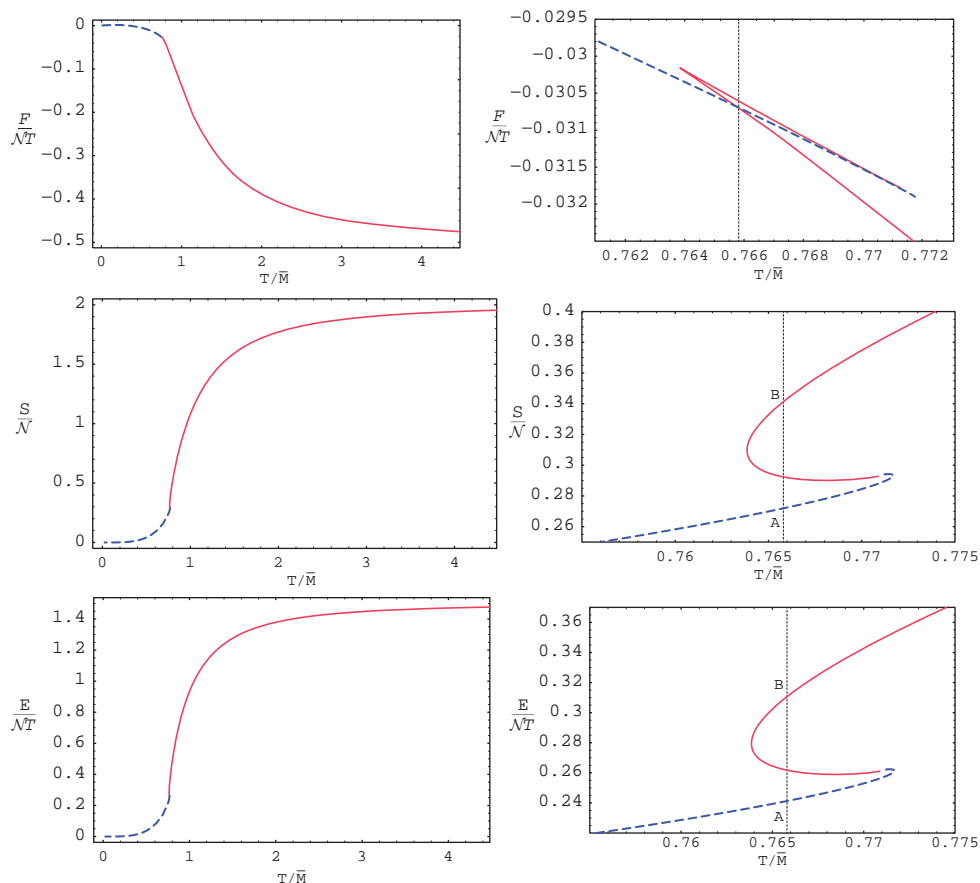 0
−0.1
−0.2
−0.3
−0.4
−0.5
F
𝒩T
0 1 2 3 4
T/M̄
−0.0295
−0.03
−0.0305
−0.031
−0.0315
−0.032
F
𝒩T
0.762 0.764 0.766 0.768 0.77 0.772
T/M̄
2
1.5
1
0.5
0
S
𝒩
0 1 2 3 4
T/M̄
0.4
0.38
0.36
0.34
0.32
0.3
0.28
0.26
S
𝒩
B
A
0.76 0.765 0.77 0.775
T/M̄
1.4
1.2
1
0.8
0.6
0.4
0.2
0
E
𝒩T
0 1 2 3 4
T/M̄
0.36
0.34
0.32
0.3
0.28
0.26
0.24
E
𝒩T
B
A
0.76 0.765 0.77 0.775
T/M̄